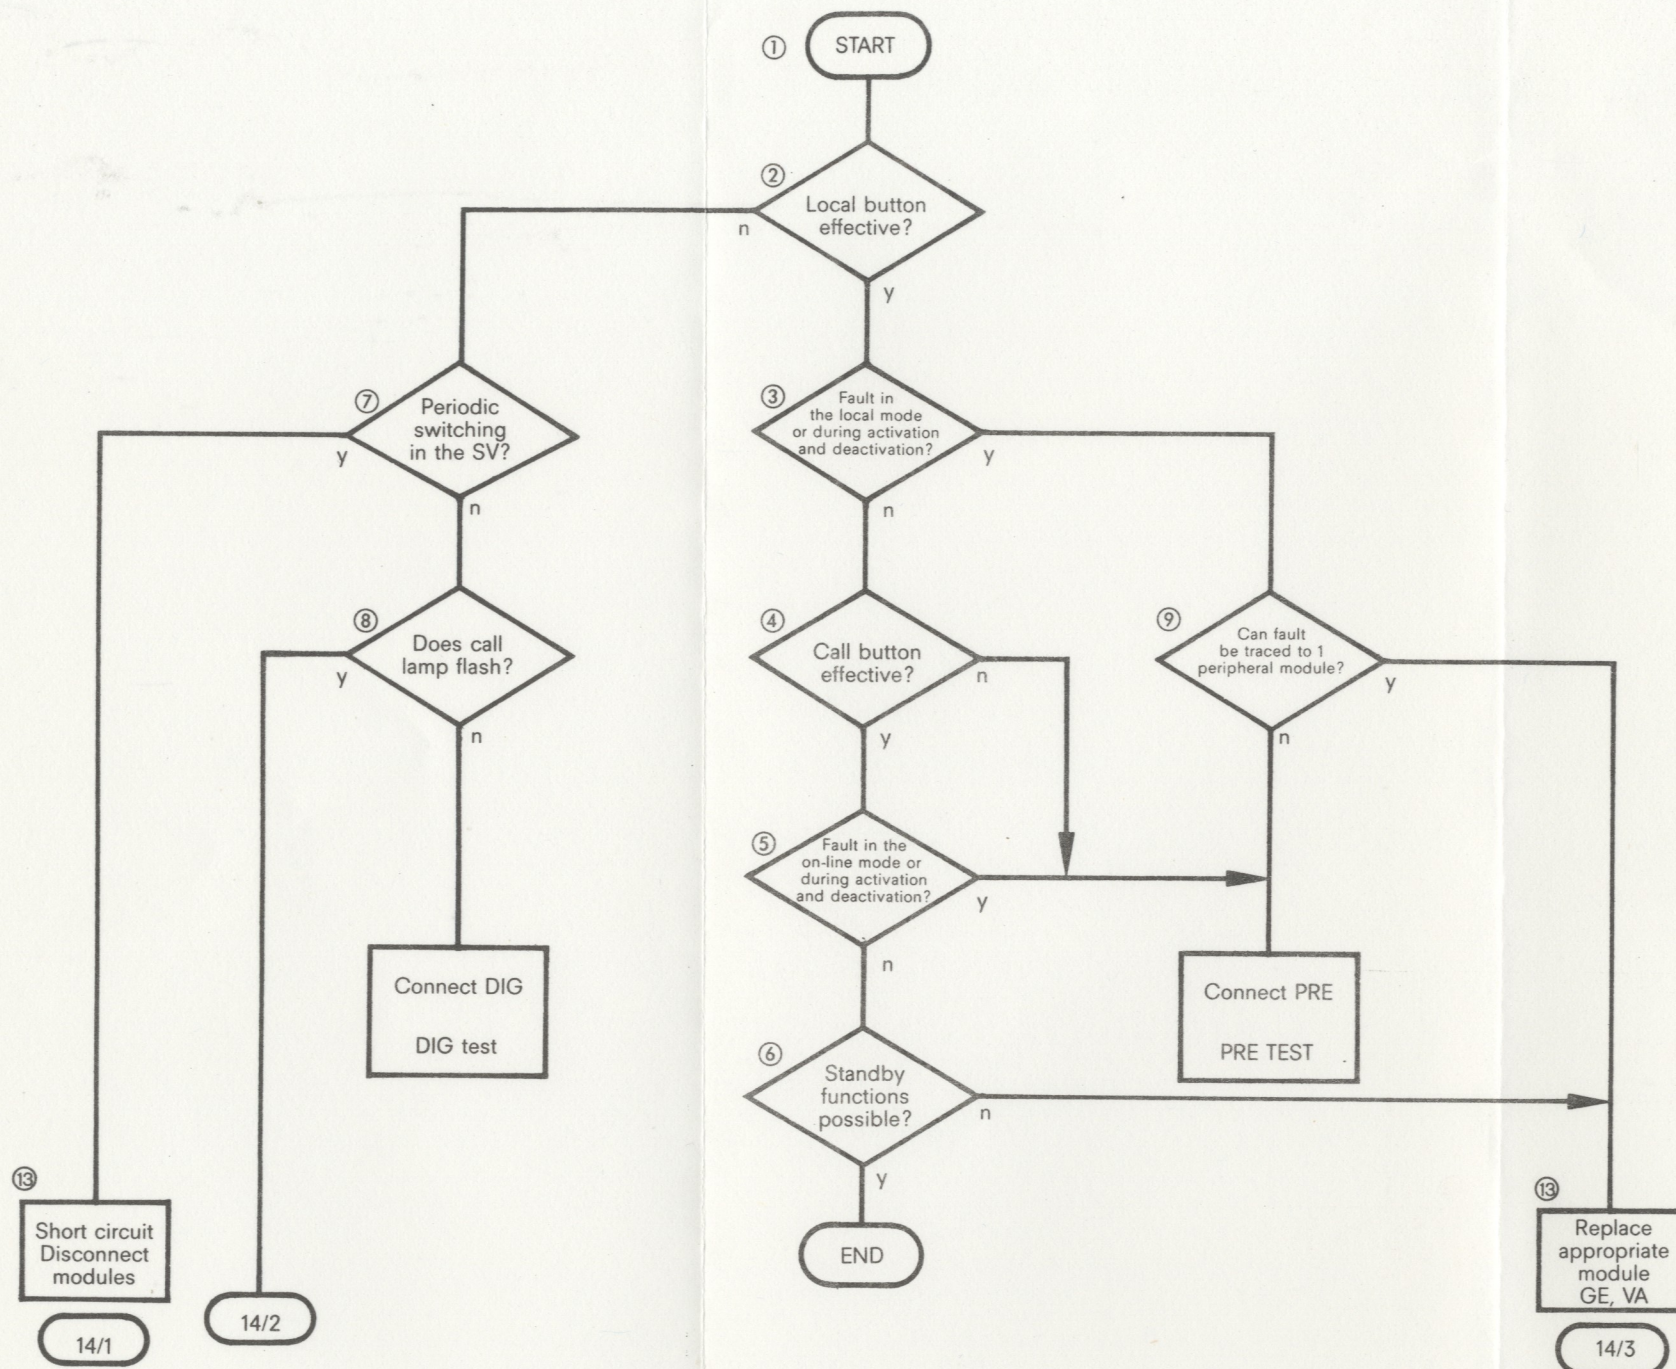 ① START
②
Local button
effective?
n
y
⑦
Periodic
switching
in the SV?
y
n
③
Fault in
the local mode
or during activation
and deactivation?
y
n
⑧
Does call
lamp flash?
y
n
④
Call button
effective?
n
y
⑨
Can fault
be traced to 1
peripheral module?
y
n
⑤
Fault in the
on-line mode or
during activation
and deactivation?
y
n
Connect DIG
DIG test
Connect PRE
PRE TEST
⑥
Standby
functions
possible?
n
y
END
⑬
Short circuit
Disconnect
modules
14/1
14/2
⑬
Replace
appropriate
module
GE, VA
14/3